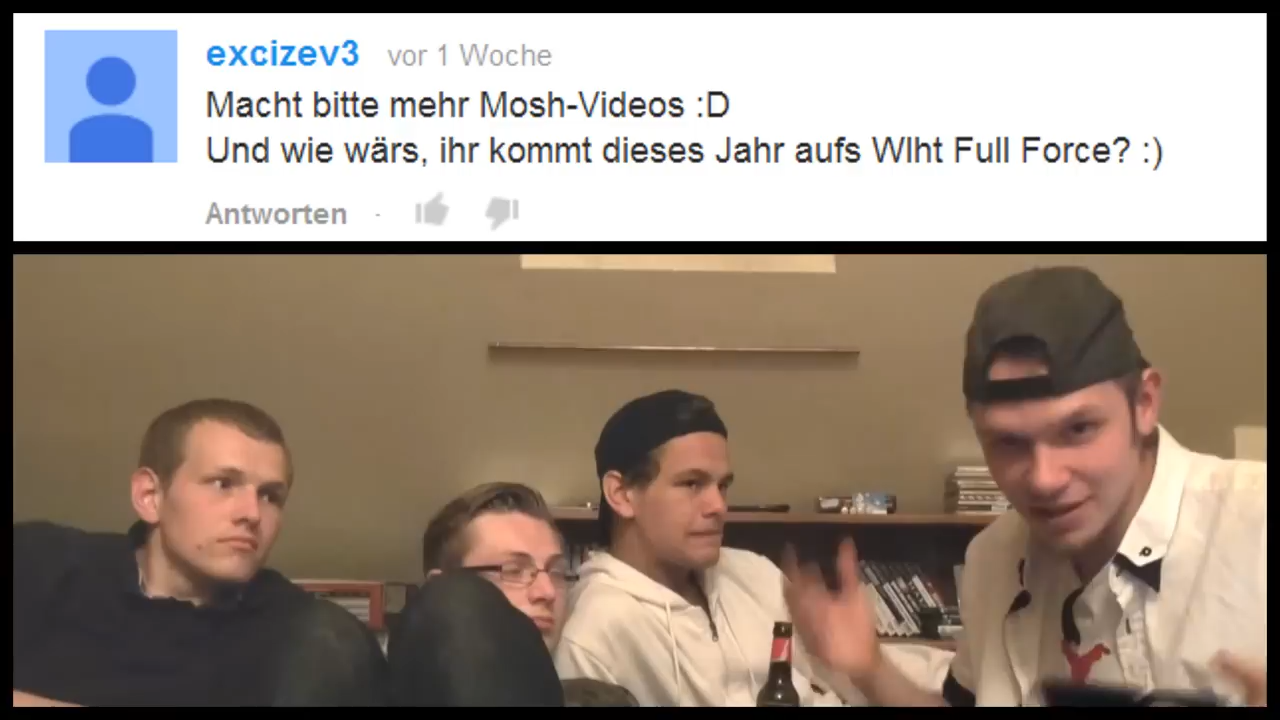 excizev3 vor 1 Woche
Macht bitte mehr Mosh-Videos :D
Und wie wärs, ihr kommt dieses Jahr aufs WIht Full Force? :)
Antworten ·